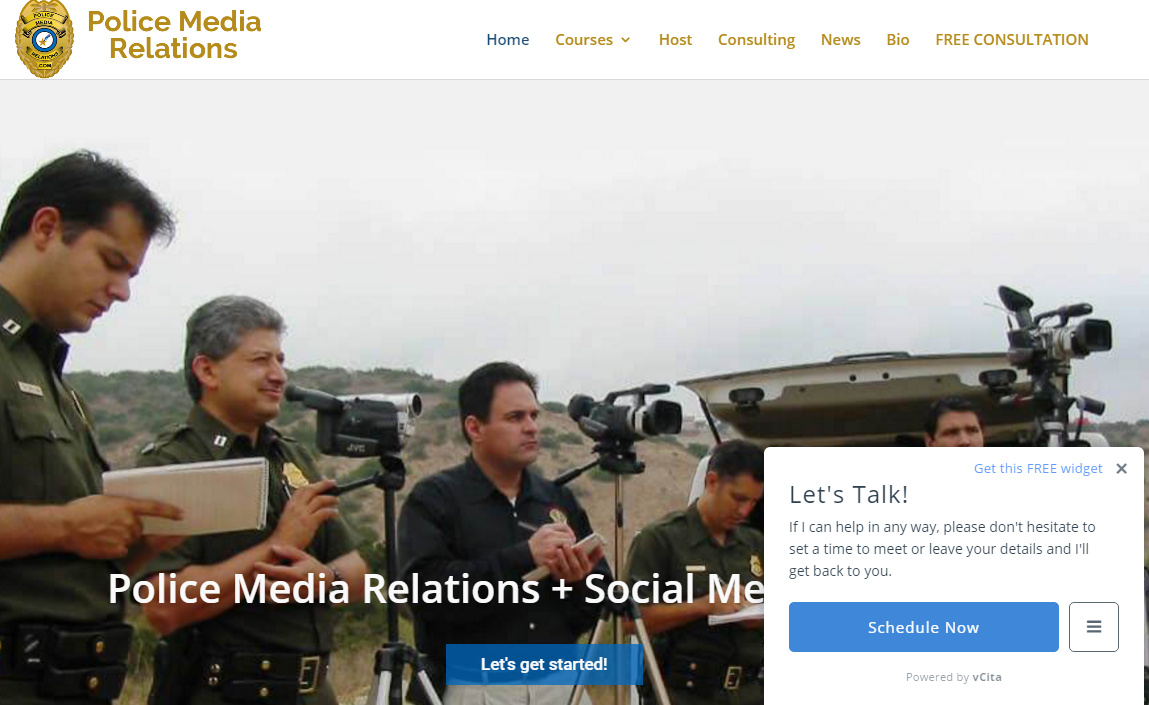 POLICE
MEDIA
RELATIONS
.COM
Police Media
Relations
Home
Courses
Host
Consulting
News
Bio
FREE CONSULTATION
JVC
Police Media Relations + Social Me
Let's get started!
Get this FREE widget
Let's Talk!
If I can help in any way, please don't hesitate to
set a time to meet or leave your details and I'll
get back to you.
Schedule Now
Powered by vCita